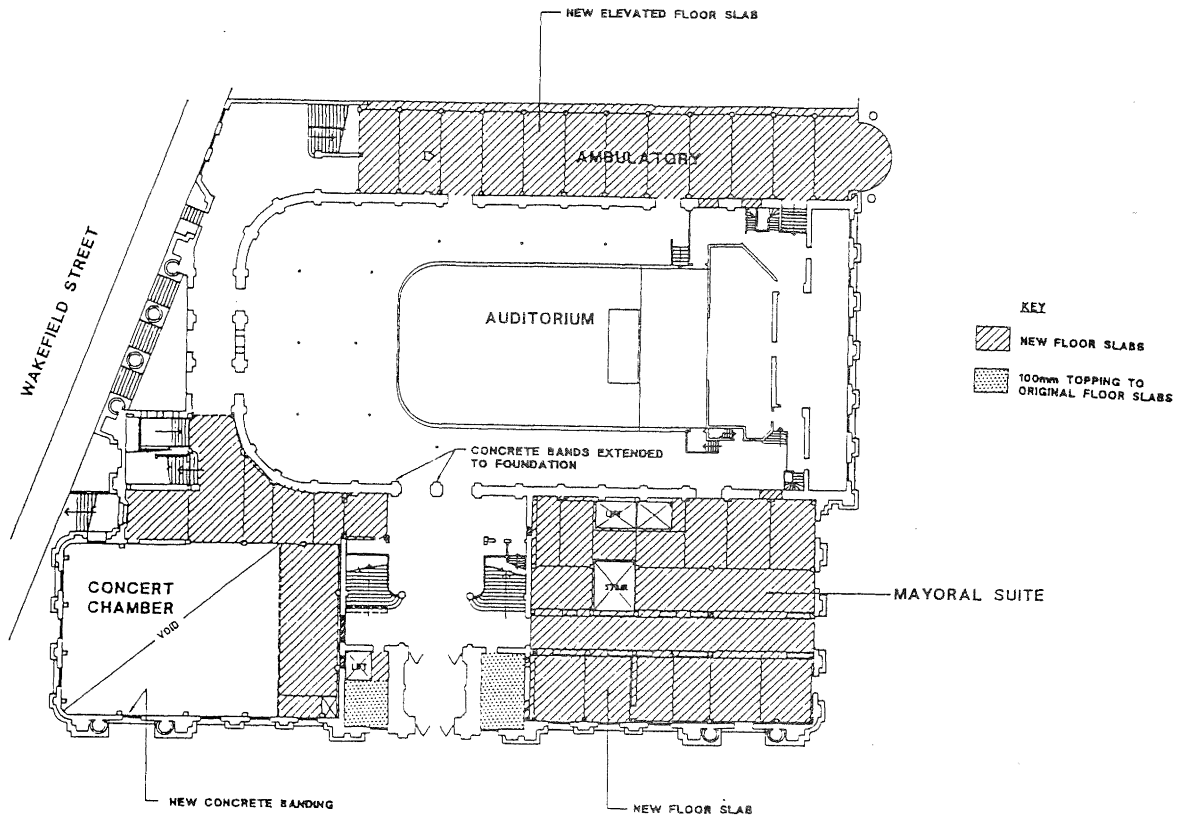 NEW ELEVATED FLOOR SLAB
AMBULATORY
WAKEFIELD STREET
AUDITORIUM
KEY
NEW FLOOR SLABS
100mm TOPPING TO
ORIGINAL FLOOR SLABS
CONCRETE BANDS EXTENDED
TO FOUNDATION
LIFT
CONCERT
CHAMBER
VOID
STAIR
MAYORAL SUITE
LIFT
NEW CONCRETE BANDING
NEW FLOOR SLAB